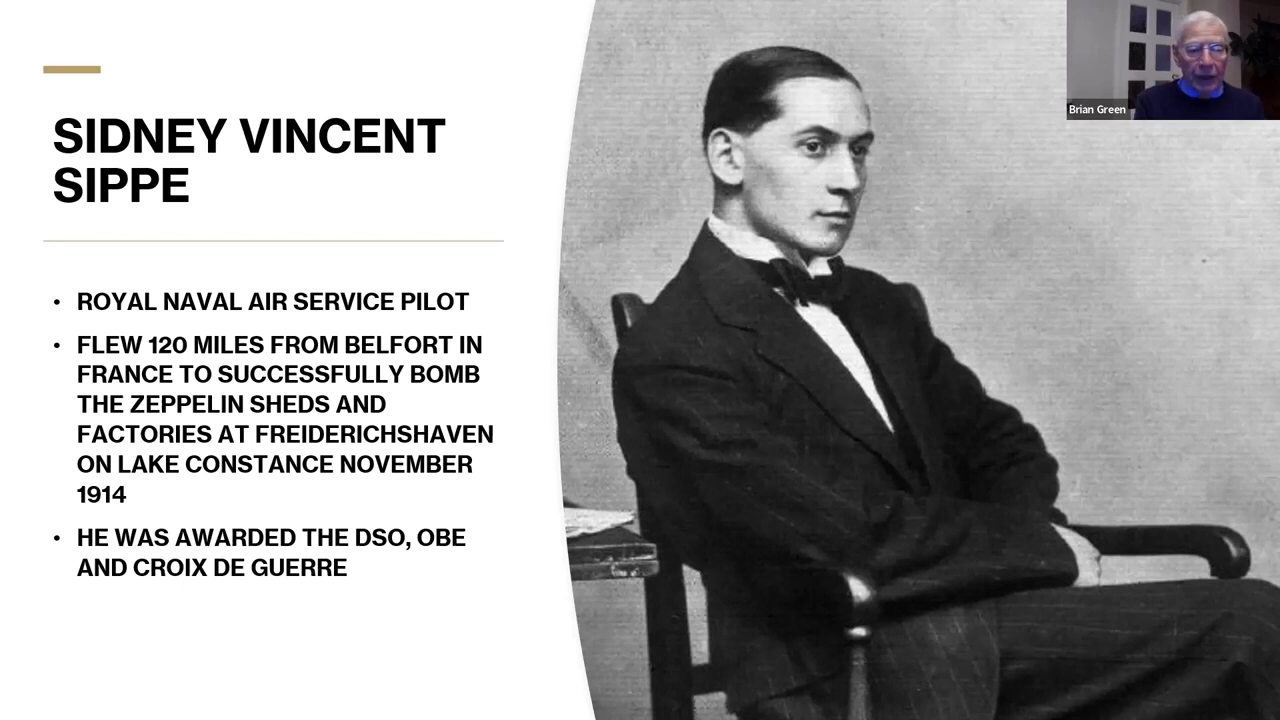 SIDNEY VINCENT
SIPPE
• ROYAL NAVAL AIR SERVICE PILOT
• FLEW 120 MILES FROM BELFORT IN
FRANCE TO SUCCESSFULLY BOMB
THE ZEPPELIN SHEDS AND
FACTORIES AT FREIDERICHSHAVEN
ON LAKE CONSTANCE NOVEMBER
1914
• HE WAS AWARDED THE DSO, OBE
AND CROIX DE GUERRE
Brian Green